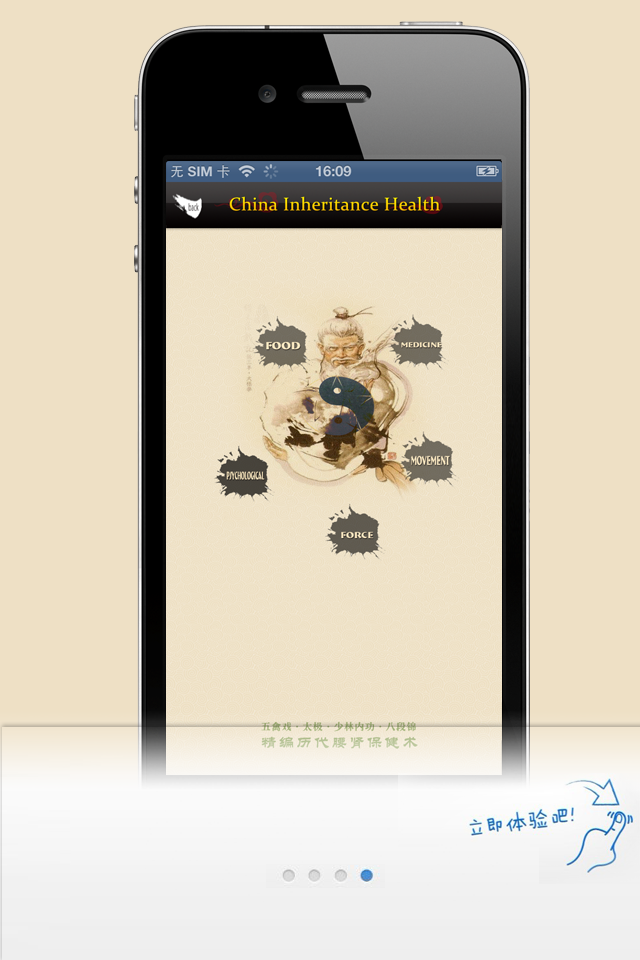 无 SIM 卡
16:09
back
China Inheritance Health
FOOD
MEDICINE
PSYCHOLOGICAL
MOVEMENT
FORCE
五禽戏·太极·少林内功·八段锦
精编历代腰肾保健术
立即体验吧!